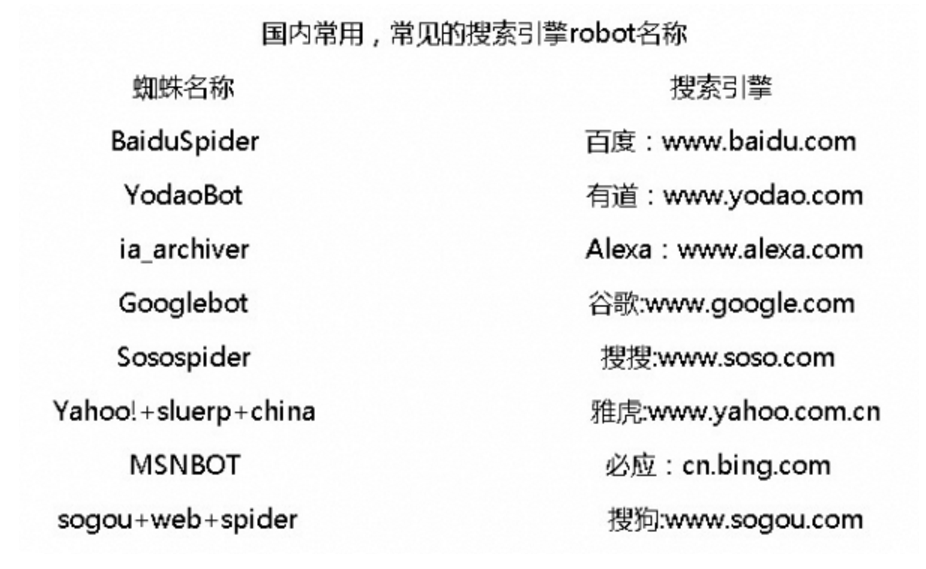 国内常用，常见的搜索引擎robot名称
蜘蛛名称 搜索引擎
BaiduSpider 百度：www.baidu.com
YodaoBot 有道：www.yodao.com
ia_archiver Alexa：www.alexa.com
Googlebot 谷歌:www.google.com
Sosospider 搜搜:www.soso.com
Yahoo!+sluerp+china 雅虎:www.yahoo.com.cn
MSNBOT 必应：cn.bing.com
sogou+web+spider 搜狗:www.sogou.com